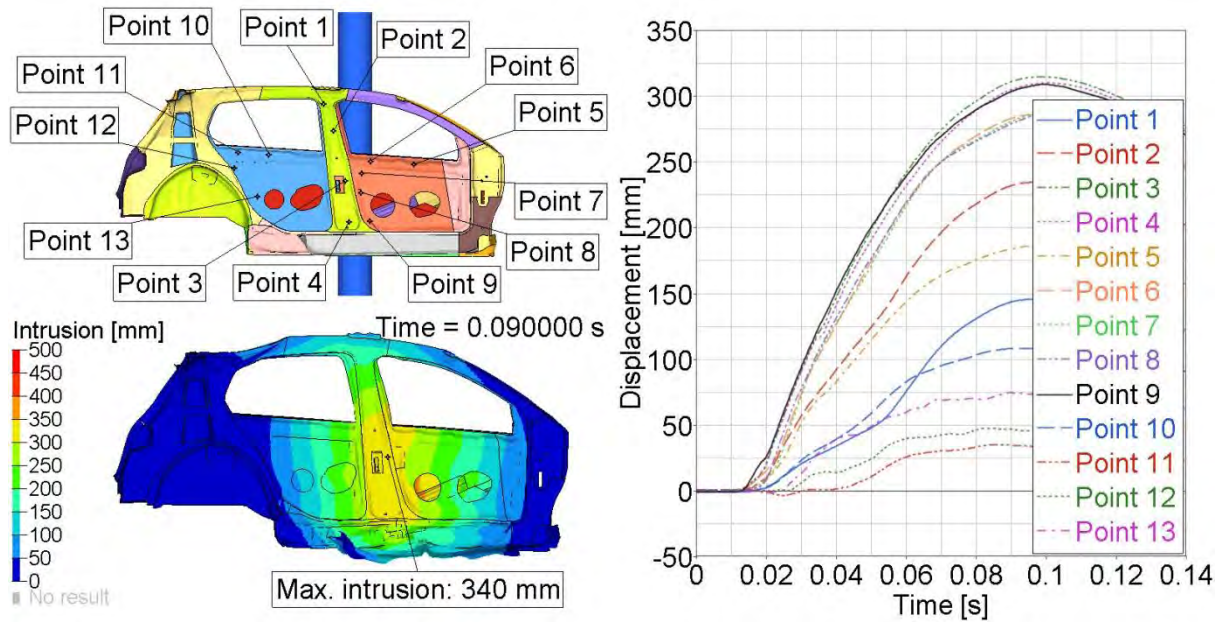 Point 10
Point 1
Point 2
Point 11
Point 6
Point 12
Point 5
Point 7
Point 13
Point 8
Point 3
Point 4
Point 9
Intrusion [mm]
500
450
400
350
300
250
200
150
100
50
0
No result
Time = 0.090000 s
Max. intrusion: 340 mm
Displacement [mm]
350
300
250
200
150
100
50
0
-50
0
0.02
0.04
0.06
0.08
0.1
0.12
0.14
Time [s]
Point 1
Point 2
Point 3
Point 4
Point 5
Point 6
Point 7
Point 8
Point 9
Point 10
Point 11
Point 12
Point 13